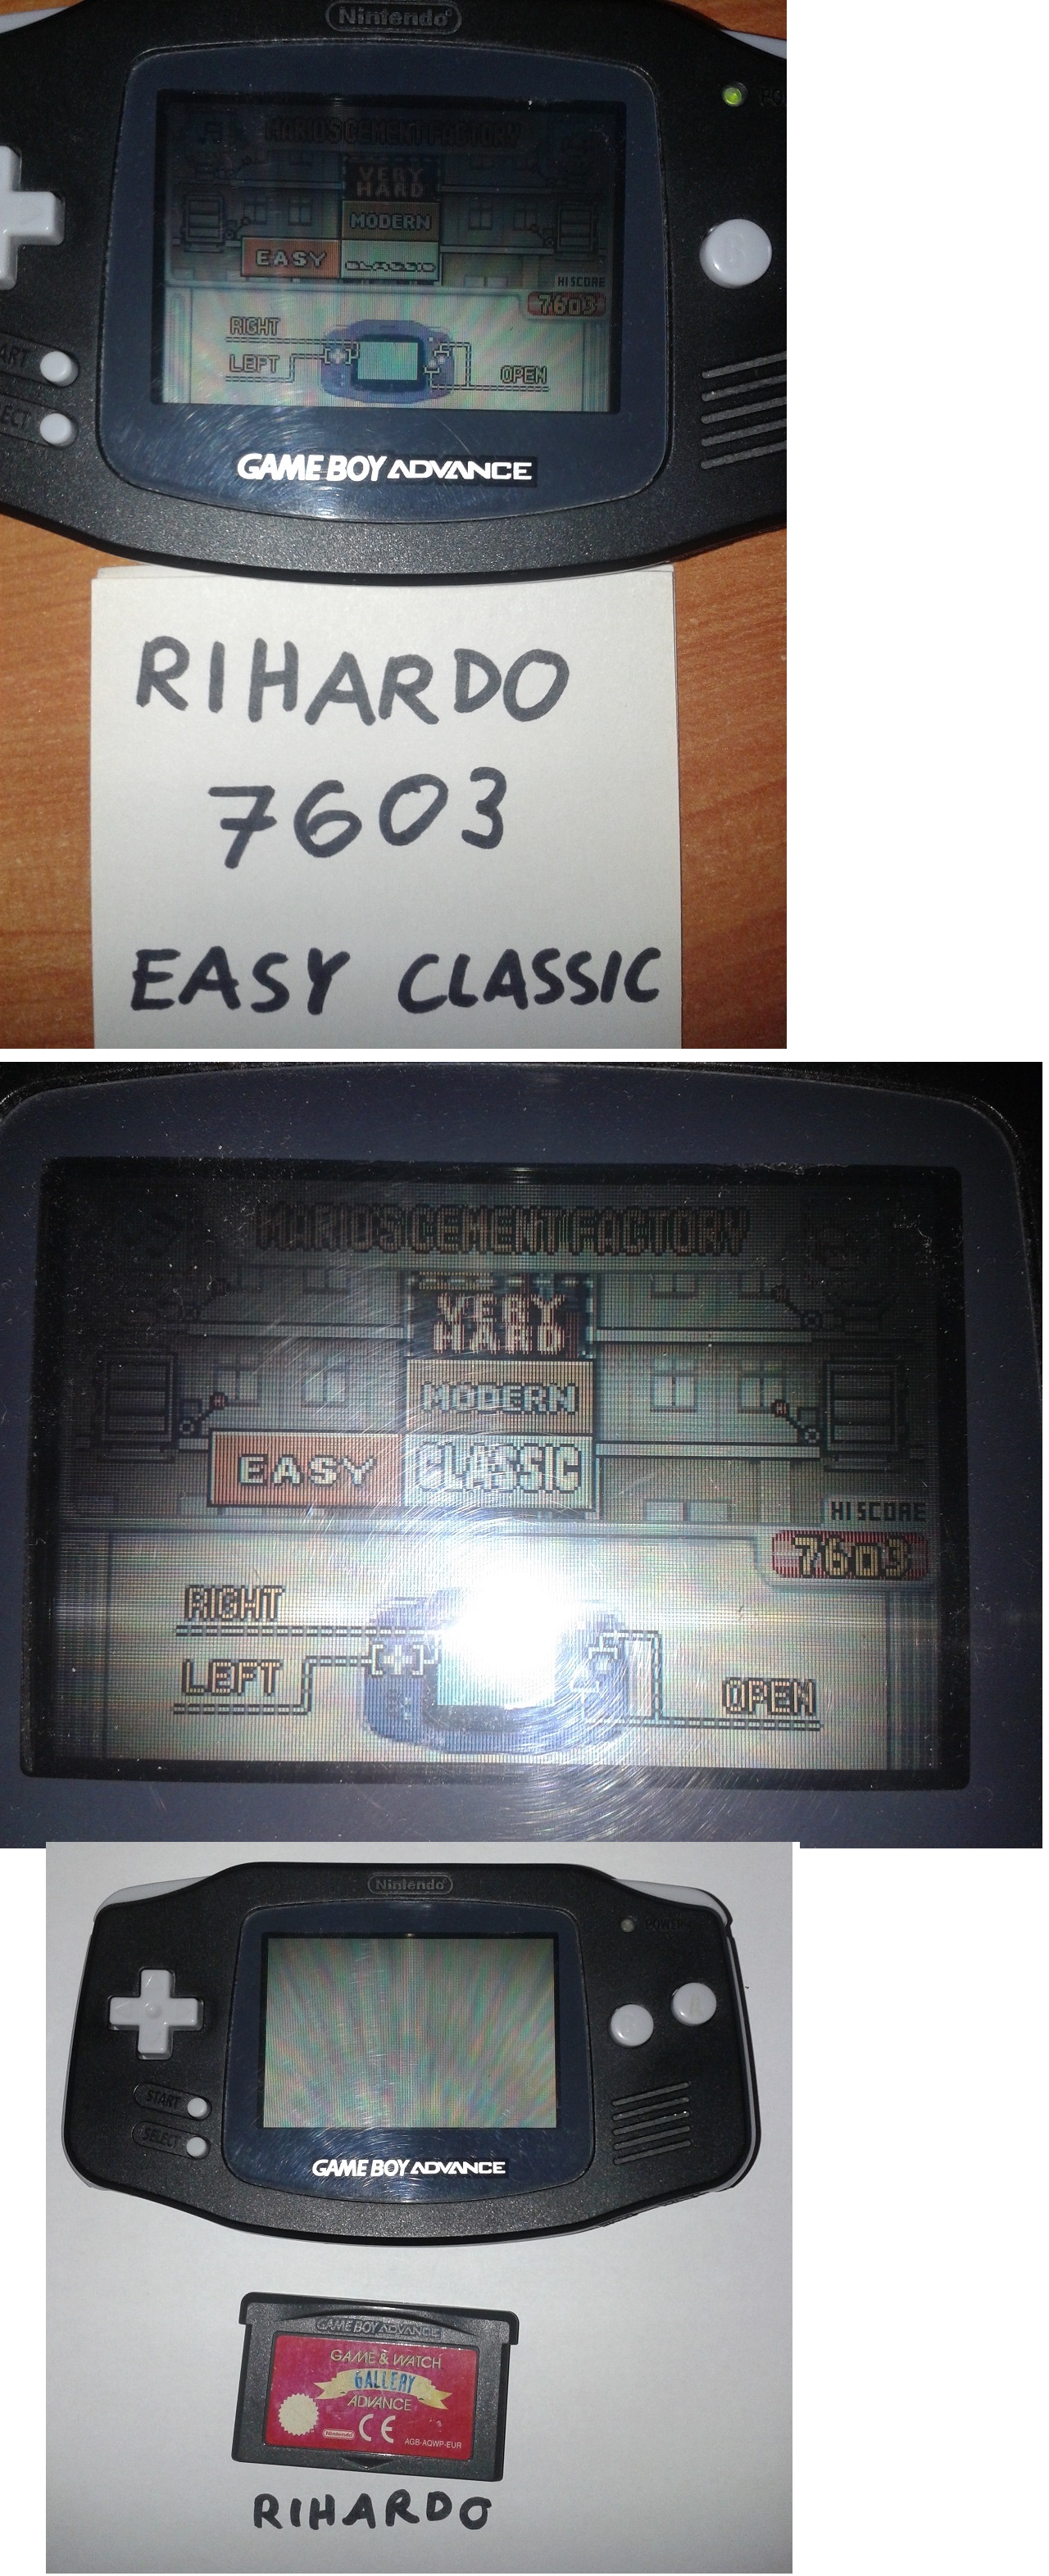 Nintendo
MARIO'S CEMENT FACTORY
VERY
HARD
MODERN
EASY
CLASSIC
HI SCORE
7603
RIGHT
LEFT
OPEN
GAME BOY ADVANCE
RIHARDO
7603
EASY CLASSIC
MARIO'S CEMENT FACTORY
VERY
HARD
MODERN
EASY CLASSIC
HI SCORE
7603
RIGHT
LEFT
OPEN
Nintendo
POWER
START
SELECT
GAME BOY ADVANCE
GAME BOY ADVANCE
GAME & WATCH
GALLERY
ADVANCE
Nintendo
CE
AGB-AQWP-EUR
RIHARDO